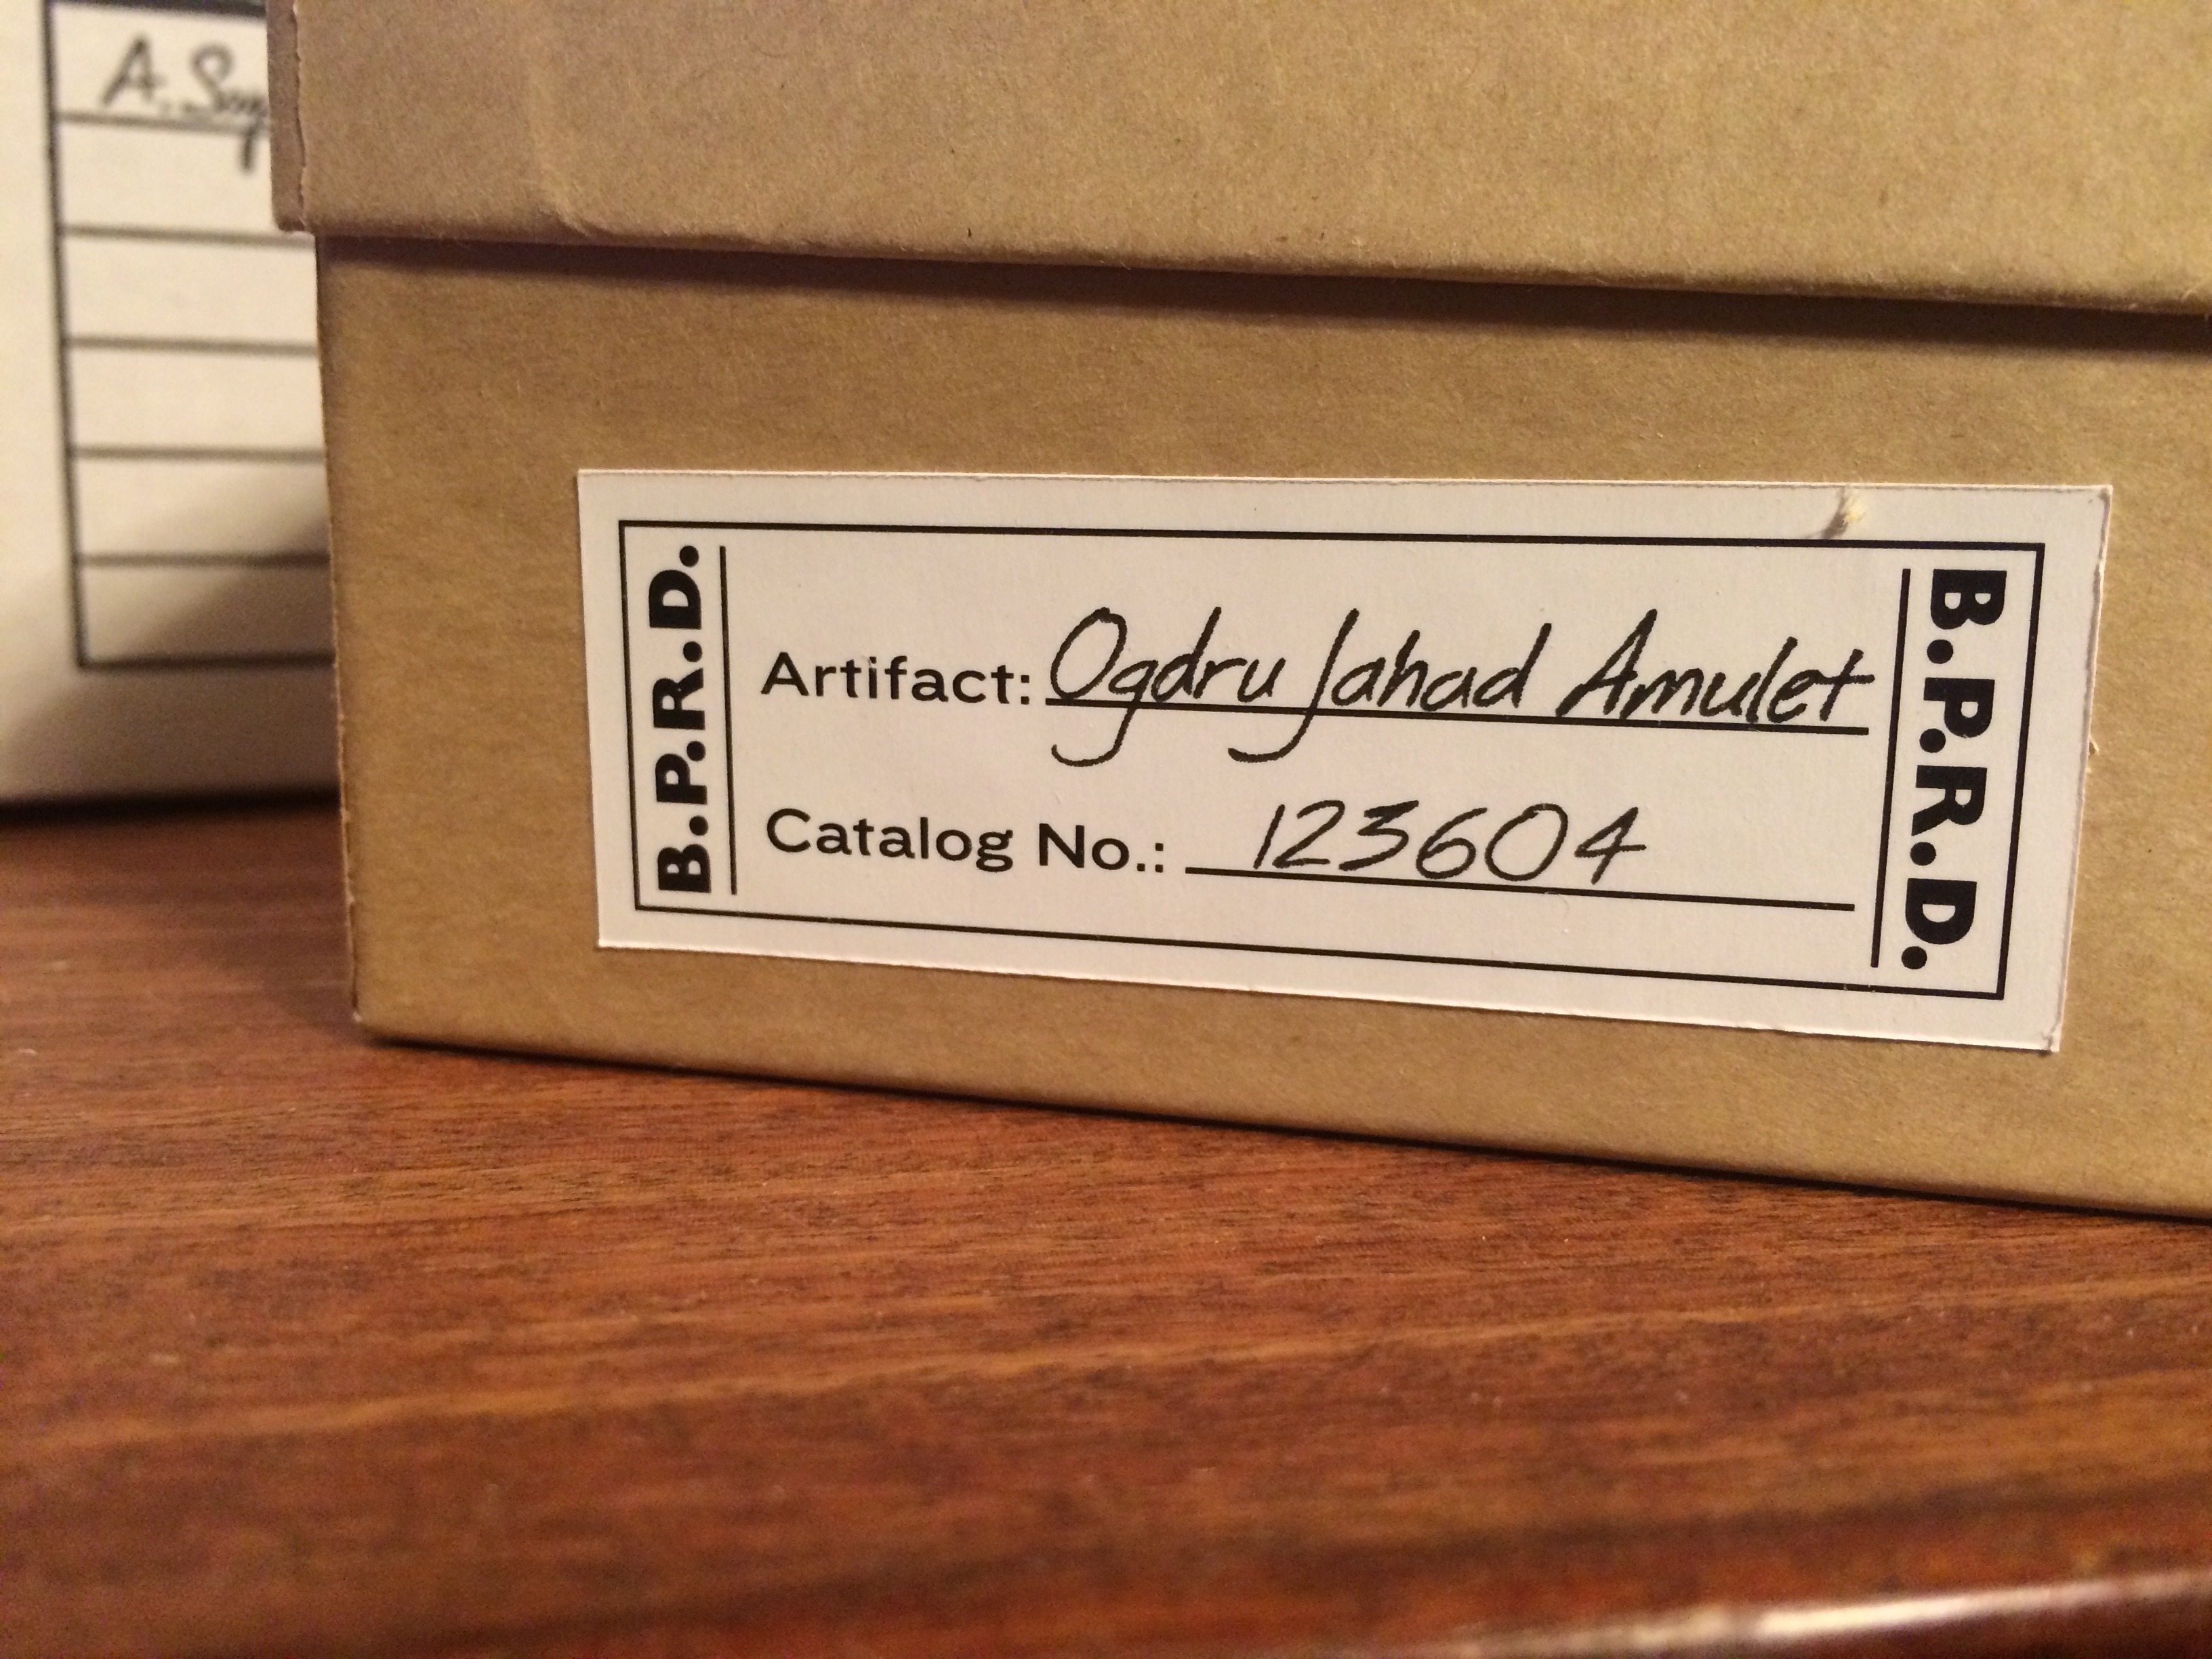 A.
B.P.R.D.
Artifact: Ogdru Jahad Amulet
Catalog No.: 123604
B.P.R.D.